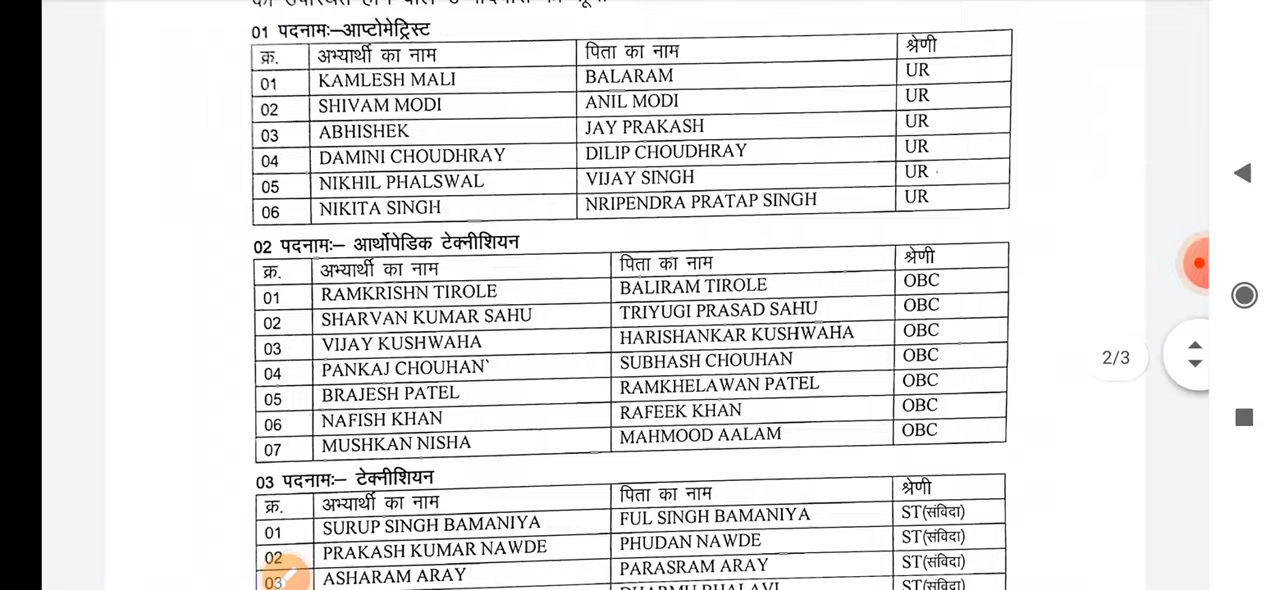 01 पदनामः–आप्टोमेट्रिस्ट
क्र. अभ्यार्थी का नाम पिता का नाम श्रेणी
01 KAMLESH MALI BALARAM UR
02 SHIVAM MODI ANIL MODI UR
03 ABHISHEK JAY PRAKASH UR
04 DAMINI CHOUDHRAY DILIP CHOUDHRAY UR
05 NIKHIL PHALSWAL VIJAY SINGH UR
06 NIKITA SINGH NRIPENDRA PRATAP SINGH UR
02 पदनामः– आर्थोपेडिक टेक्नीशियन
क्र. अभ्यार्थी का नाम पिता का नाम श्रेणी
01 RAMKRISHN TIROLE BALIRAM TIROLE OBC
02 SHARVAN KUMAR SAHU TRIYUGI PRASAD SAHU OBC
03 VIJAY KUSHWAHA HARISHANKAR KUSHWAHA OBC
04 PANKAJ CHOUHAN` SUBHASH CHOUHAN OBC
05 BRAJESH PATEL RAMKHELAWAN PATEL OBC
06 NAFISH KHAN RAFEEK KHAN OBC
07 MUSHKAN NISHA MAHMOOD AALAM OBC
2/3
03 पदनामः– टेक्नीशियन
क्र. अभ्यार्थी का नाम पिता का नाम श्रेणी
01 SURUP SINGH BAMANIYA FUL SINGH BAMANIYA ST(संविदा)
02 PRAKASH KUMAR NAWDE PHUDAN NAWDE ST(संविदा)
03 ASHARAM ARAY PARASRAM ARAY ST(संविदा)
ST(संविदा)